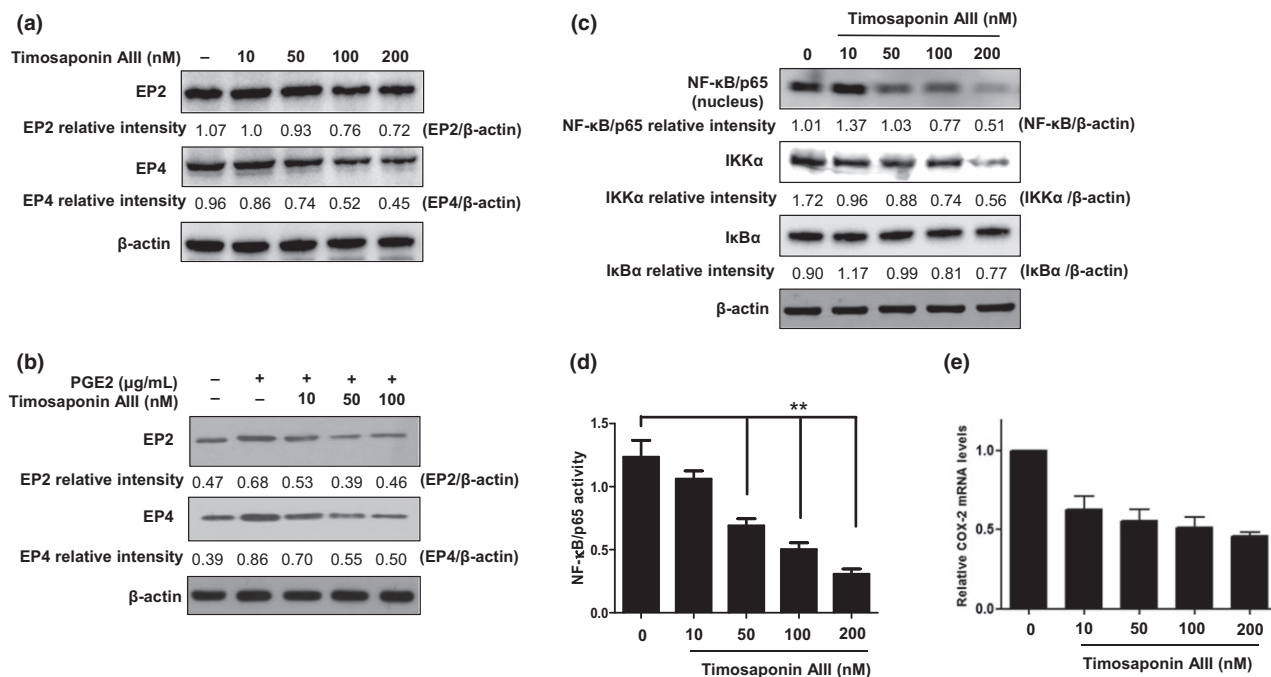 (a)
Timosaponin AIII (nM) – 10 50 100 200
EP2
EP2 relative intensity 1.07 1.0 0.93 0.76 0.72 (EP2/β-actin)
EP4
EP4 relative intensity 0.96 0.86 0.74 0.52 0.45 (EP4/β-actin)
β-actin
(b)
PGE2 (µg/mL) – + + + +
Timosaponin AIII (nM) – – 10 50 100
EP2
EP2 relative intensity 0.47 0.68 0.53 0.39 0.46 (EP2/β-actin)
EP4
EP4 relative intensity 0.39 0.86 0.70 0.55 0.50 (EP4/β-actin)
β-actin
(c)
Timosaponin AIII (nM)
0 10 50 100 200
NF-κB/p65
(nucleus)
NF-κB/p65 relative intensity 1.01 1.37 1.03 0.77 0.51 (NF-κB/β-actin)
IKKα
IKKα relative intensity 1.72 0.96 0.88 0.74 0.56 (IKKα /β-actin)
IκBα
IκBα relative intensity 0.90 1.17 0.99 0.81 0.77 (IκBα /β-actin)
β-actin
(d)
**
NF-κB/p65 activity
1.5
1.0
0.5
0.0
0 10 50 100 200
Timosaponin AIII (nM)
(e)
Relative COX-2 mRNA levels
1.0
0.5
0.0
0 10 50 100 200
Timosaponin AIII (nM)